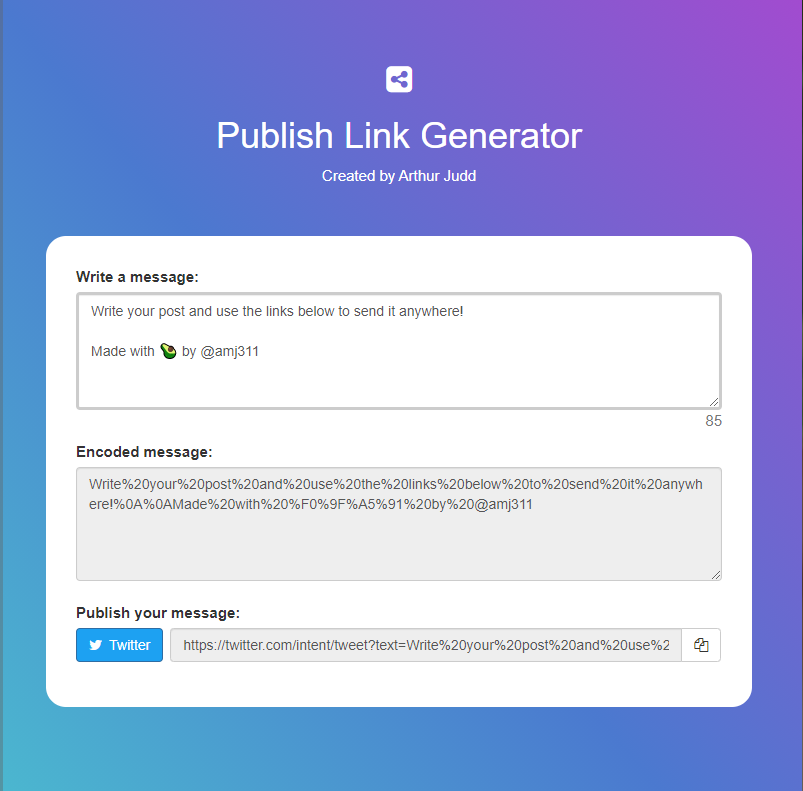 Publish Link Generator
Created by Arthur Judd
Write a message:
Write your post and use the links below to send it anywhere!
Made with 🥑 by @amj311
85
Encoded message:
Write%20your%20post%20and%20use%20the%20links%20below%20to%20send%20it%20anywh
ere!%0A%0AMade%20with%20%F0%9F%A5%91%20by%20@amj311
Publish your message:
Twitter https://twitter.com/intent/tweet?text=Write%20your%20post%20and%20use%2